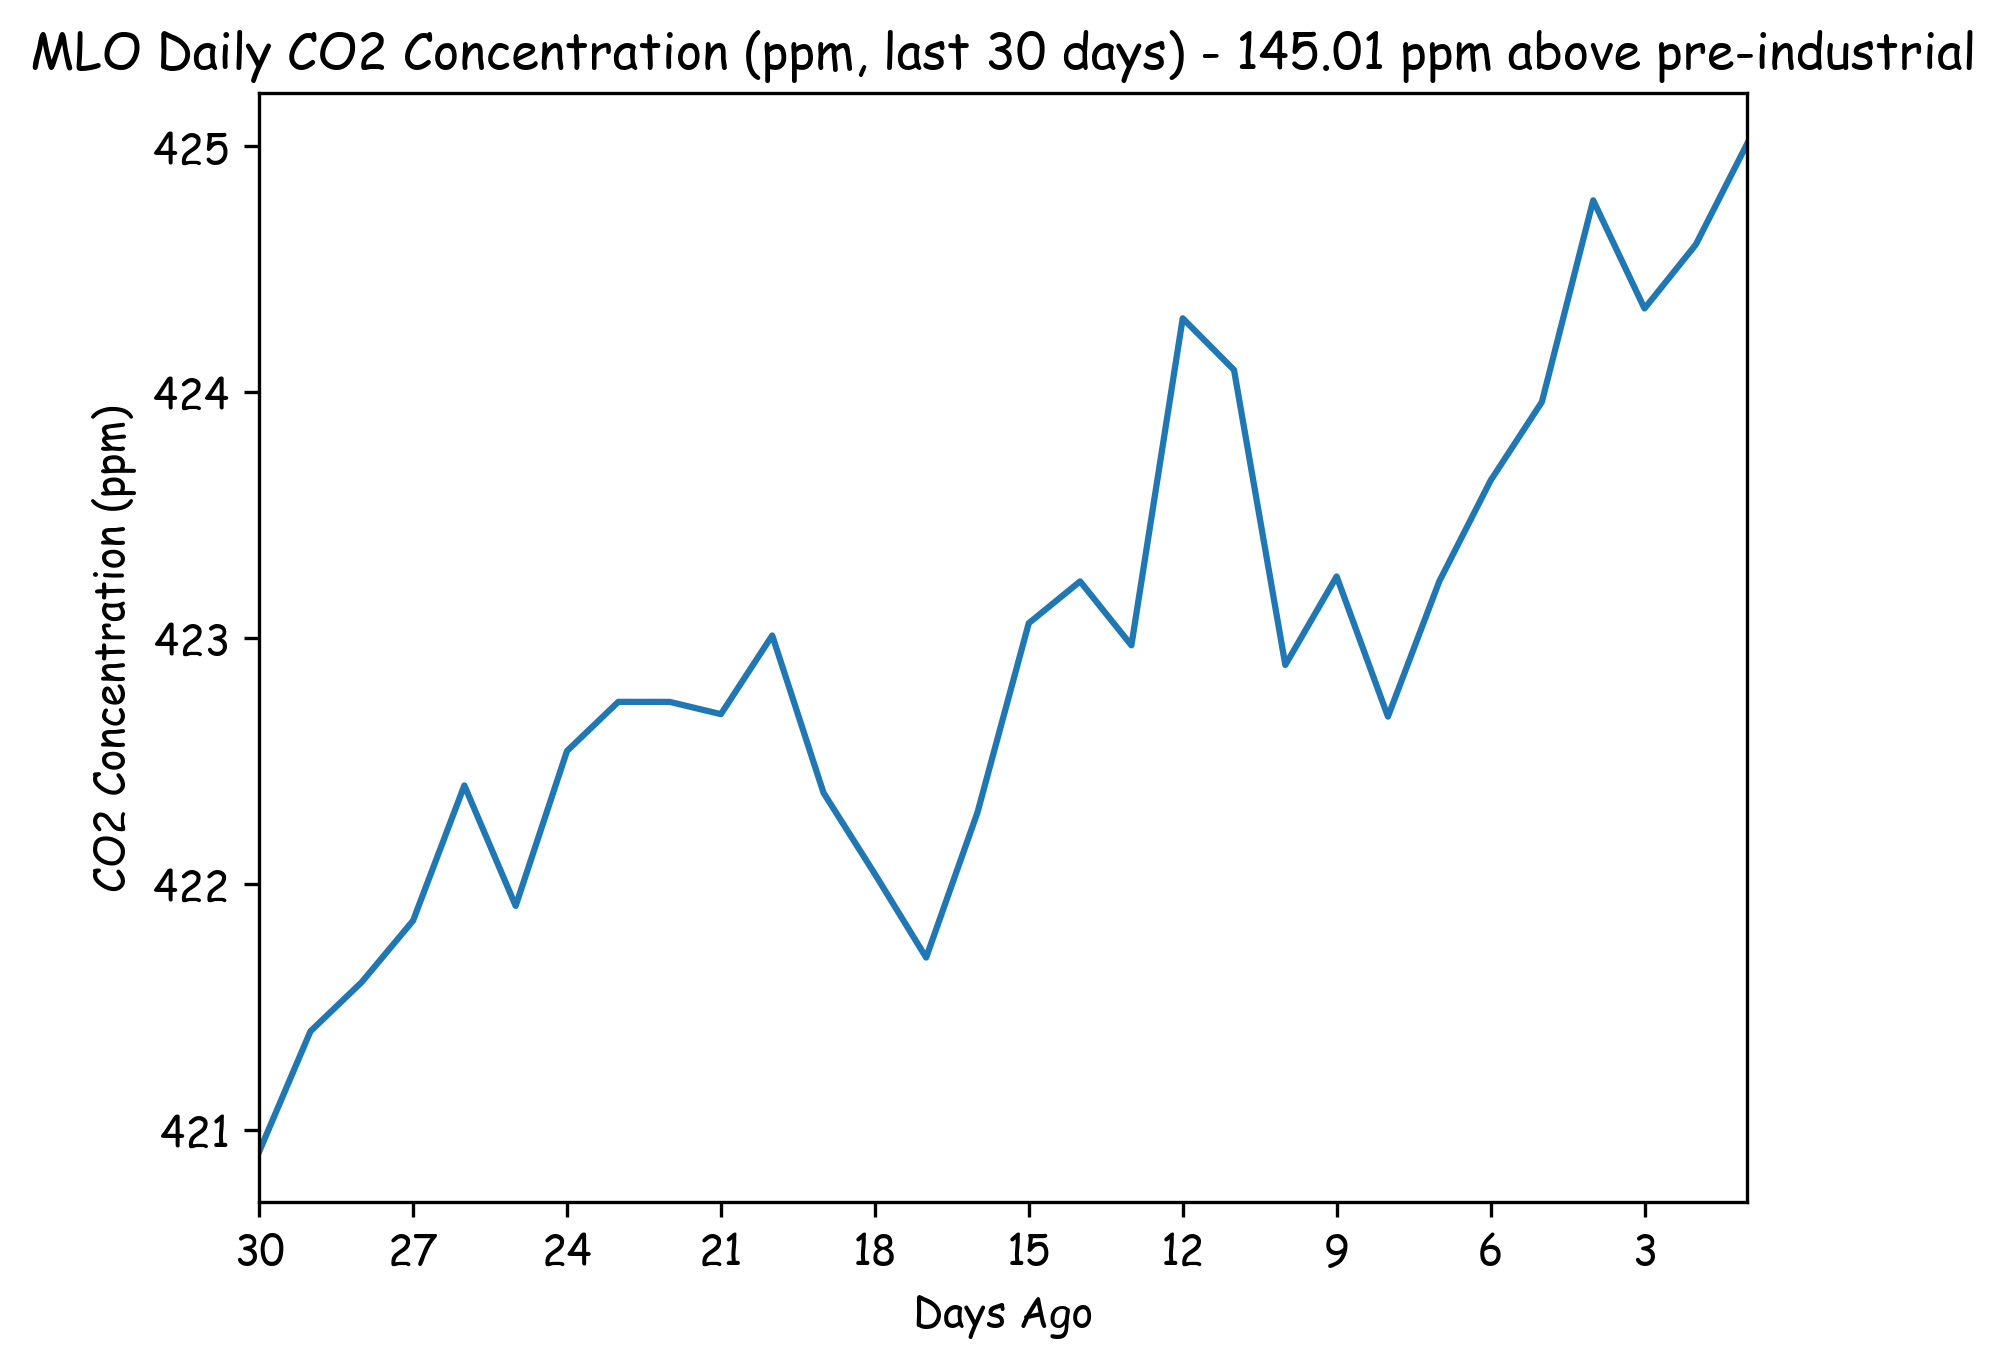 MLO Daily CO2 Concentration (ppm, last 30 days) - 145.01 ppm above pre-industrial
425
424
423
422
421
CO2 Concentration (ppm)
30 27 24 21 18 15 12 9 6 3
Days Ago